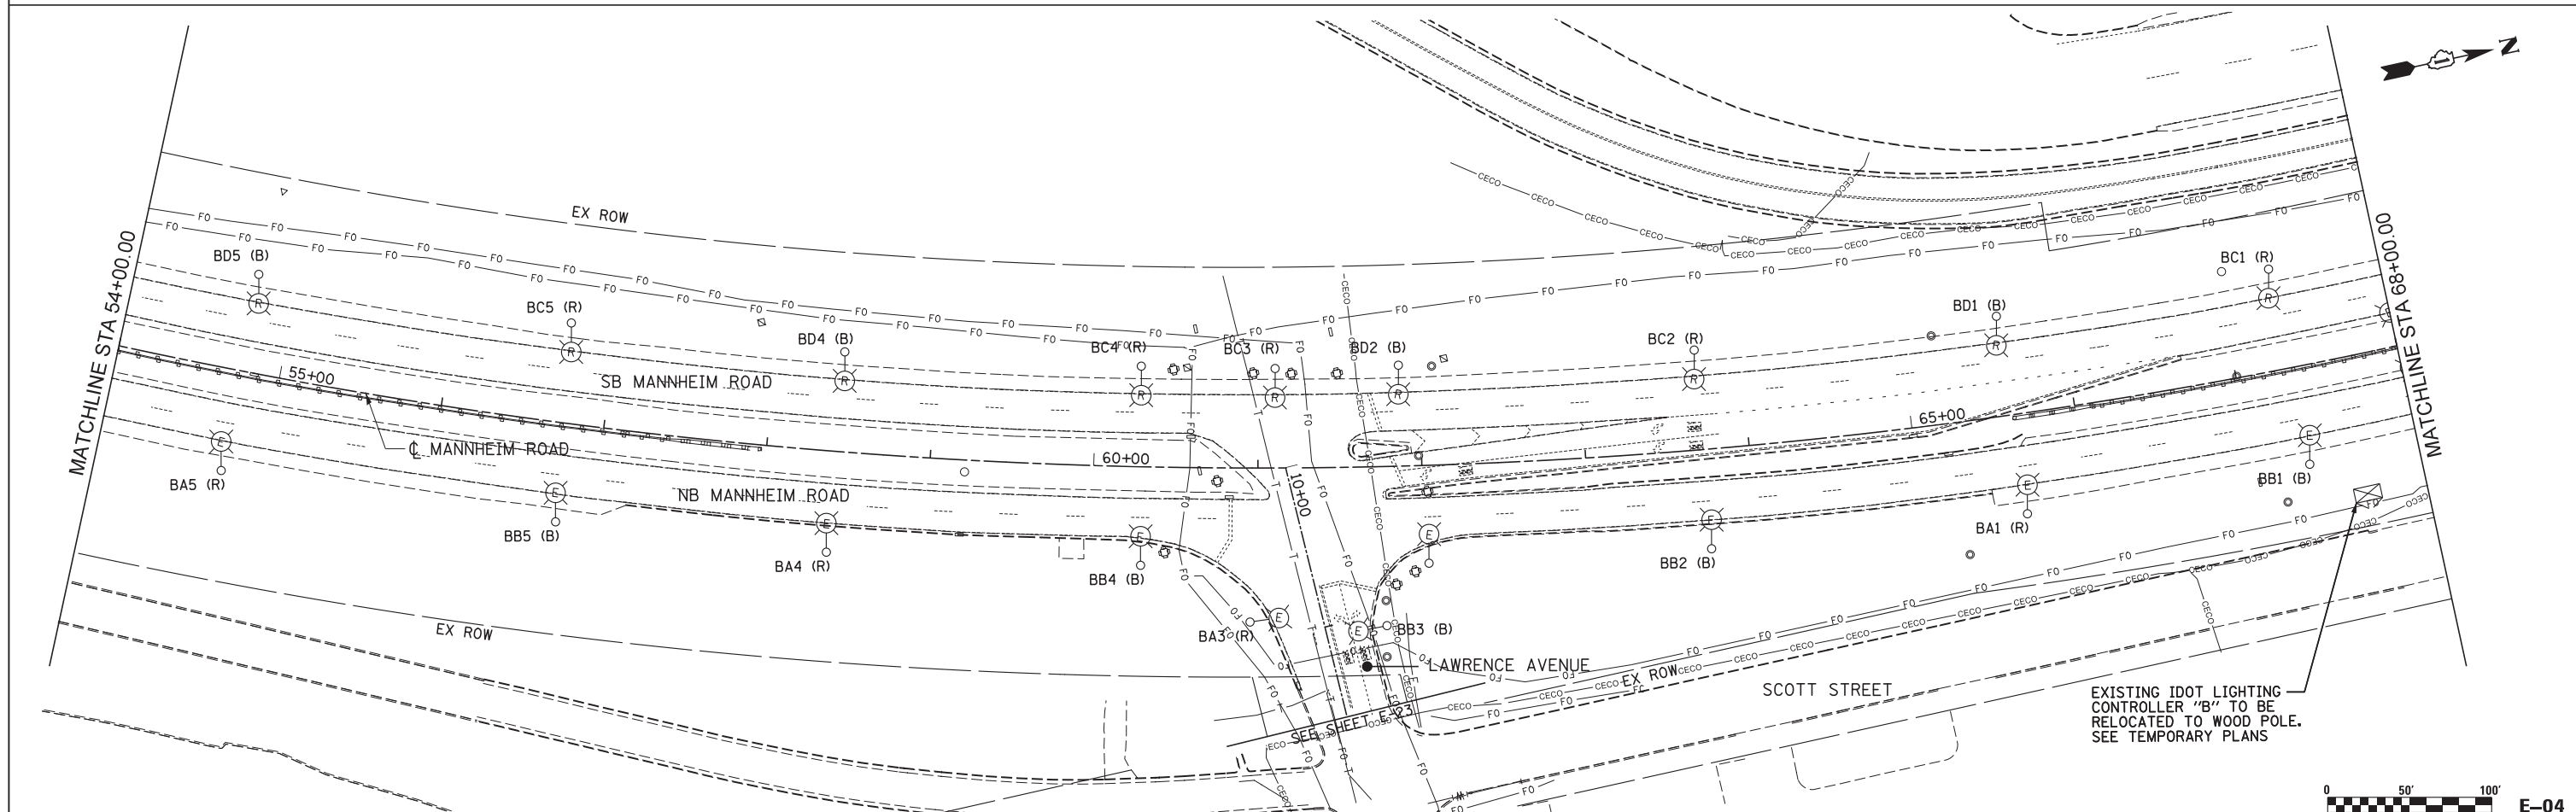 N
1
MATCHLINE STA 54+00.00
MATCHLINE STA 68+00.00
EX ROW
BD5 (B)
BC5 (R)
BD4 (B)
BC4 (R)
BC3 (R)
BD2 (B)
BC2 (R)
BD1 (B)
BC1 (R)
55+00
SB MANNHEIM ROAD
60+00
65+00
℄ MANNHEIM ROAD
NB MANNHEIM ROAD
10+00
BA5 (R)
BB5 (B)
BA4 (R)
BB4 (B)
BB2 (B)
BA1 (R)
BB1 (B)
BA3 (R)
BB3 (B)
EX ROW
LAWRENCE AVENUE
EX ROW
SCOTT STREET
SEE SHEET E-23
EXISTING IDOT LIGHTING
CONTROLLER "B" TO BE
RELOCATED TO WOOD POLE.
SEE TEMPORARY PLANS
0 50' 100'
E-04